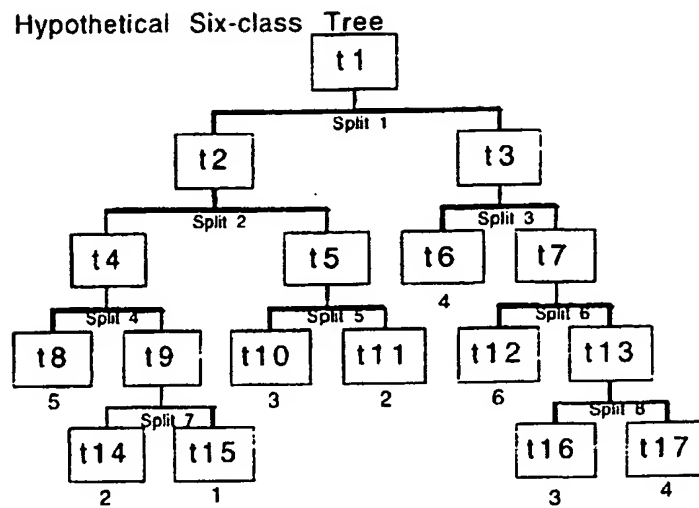 Hypothetical Six-class Tree
t1
Split 1
t2 t3
Split 2 Split 3
t4 t5 t6 t7
4
Split 4 Split 5 Split 6
t8 t9 t10 t11 t12 t13
5 3 2 6
Split 7 Split 8
t14 t15 t16 t17
2 1 3 4